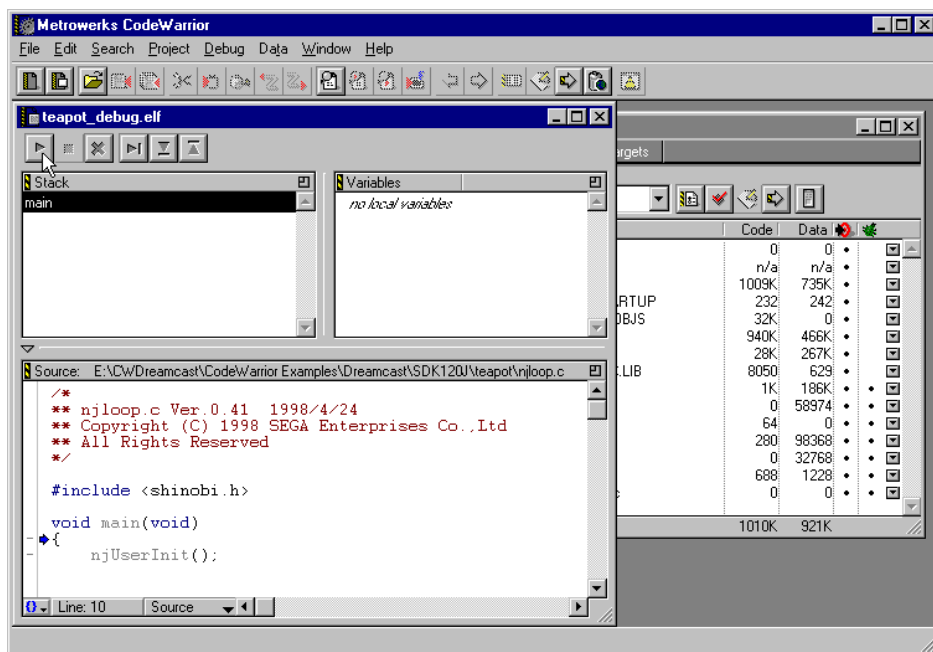 Metrowerks CodeWarrior
File Edit Search Project Debug Data Window Help
teapot_debug.elf
Stack
main
Variables
no local variables
Source: E:\CWDreamcast\CodeWarrior Examples\Dreamcast\SDK120J\teapot\njloop.c
/*
** njloop.c Ver.0.41 1998/4/24
** Copyright (C) 1998 SEGA Enterprises Co.,Ltd
** All Rights Reserved
*/
#include <shinobi.h>
void main(void)
{
njUserInit();
Line: 10 Source
argets
Code Data
0 0
n/a n/a
1009K 735K
RTUP 232 242
OBJS 32K 0
940K 466K
28K 267K
.LIB 8050 629
1K 186K
0 58974
64 0
280 98368
0 32768
688 1228
0 0
1010K 921K